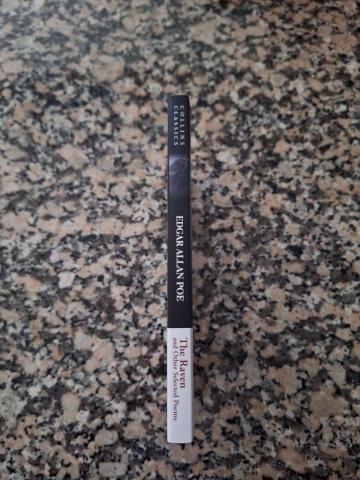 COLLINS
CLASSICS
EDGAR ALLAN POE
The Raven
and Other Selected Poems